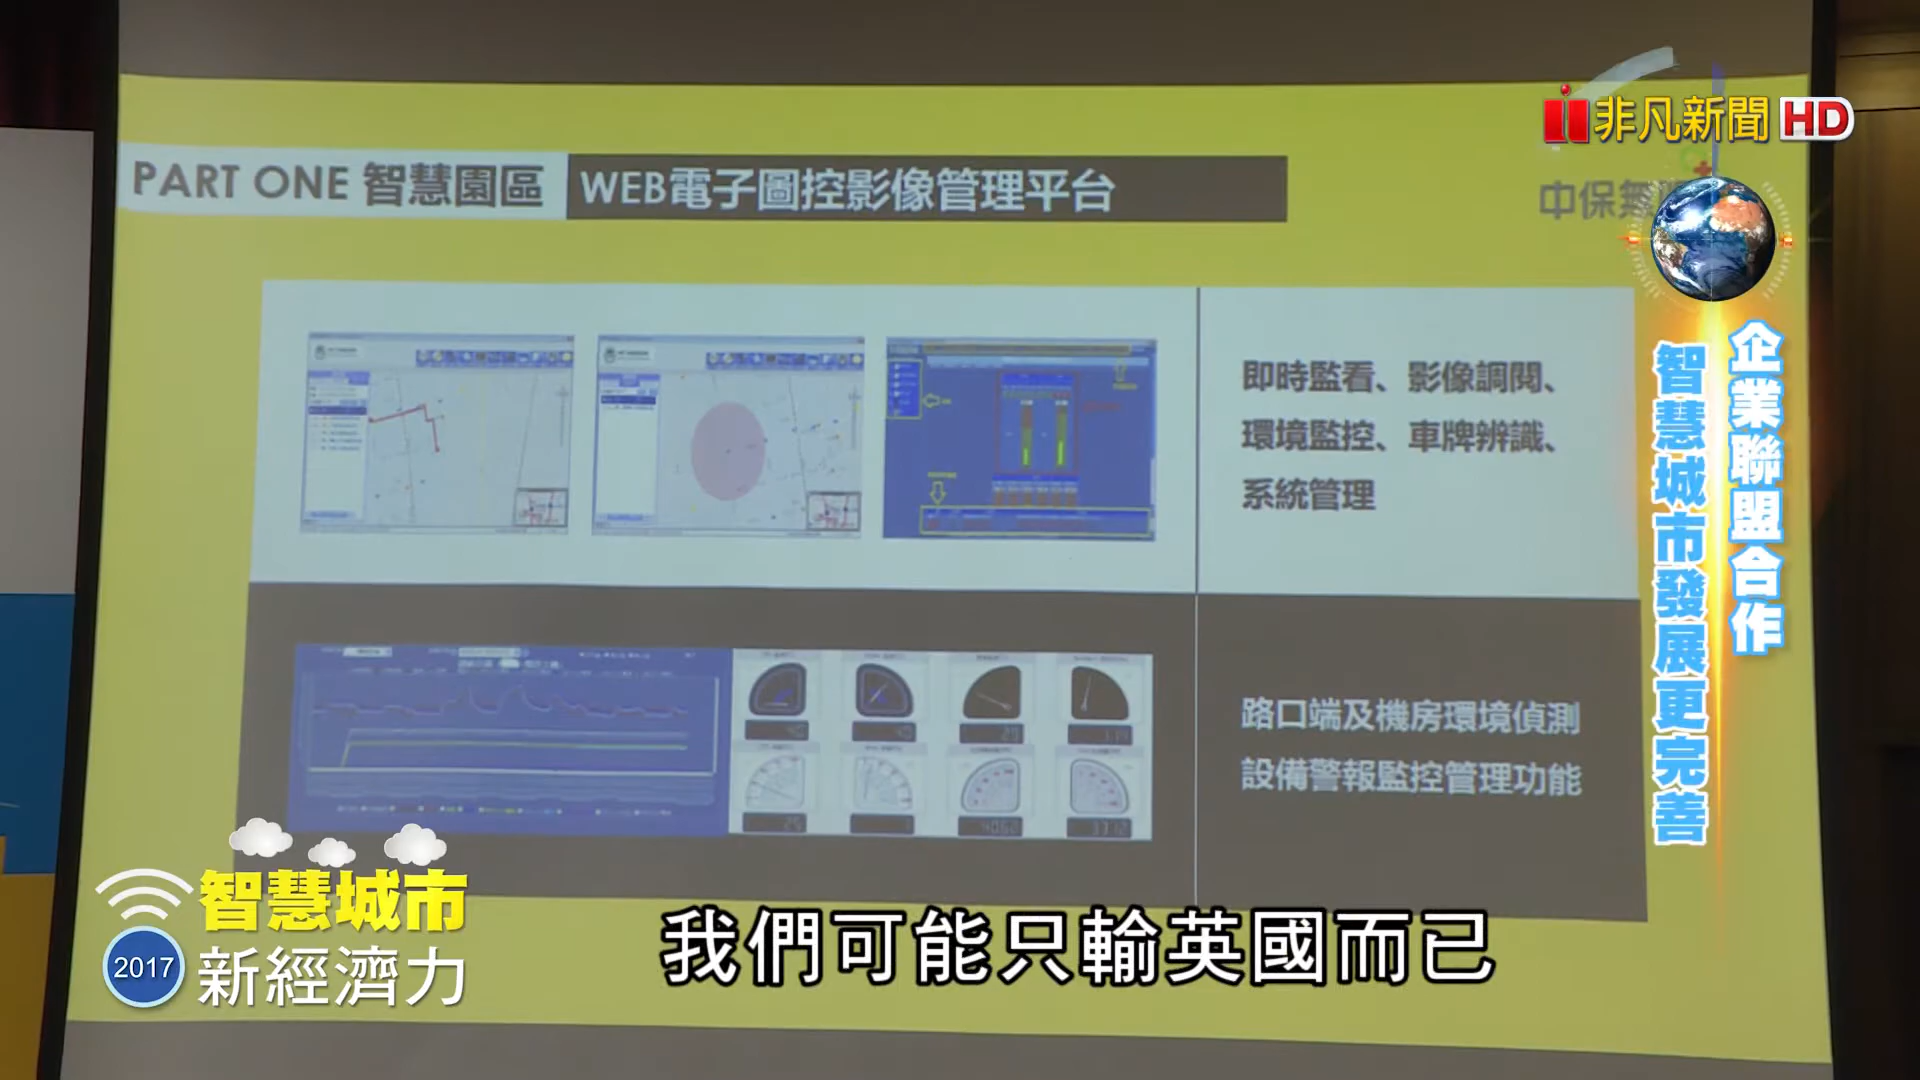 非凡新聞 HD
PART ONE 智慧園區
WEB電子圖控影像管理平台
中保無
即時監看、影像調閱、
環境監控、車牌辨識、
系統管理
路口端及機房環境偵測
設備警報監控管理功能
企業聯盟合作
智慧城市發展更完善
智慧城市
2017
新經濟力
我們可能只輸英國而已